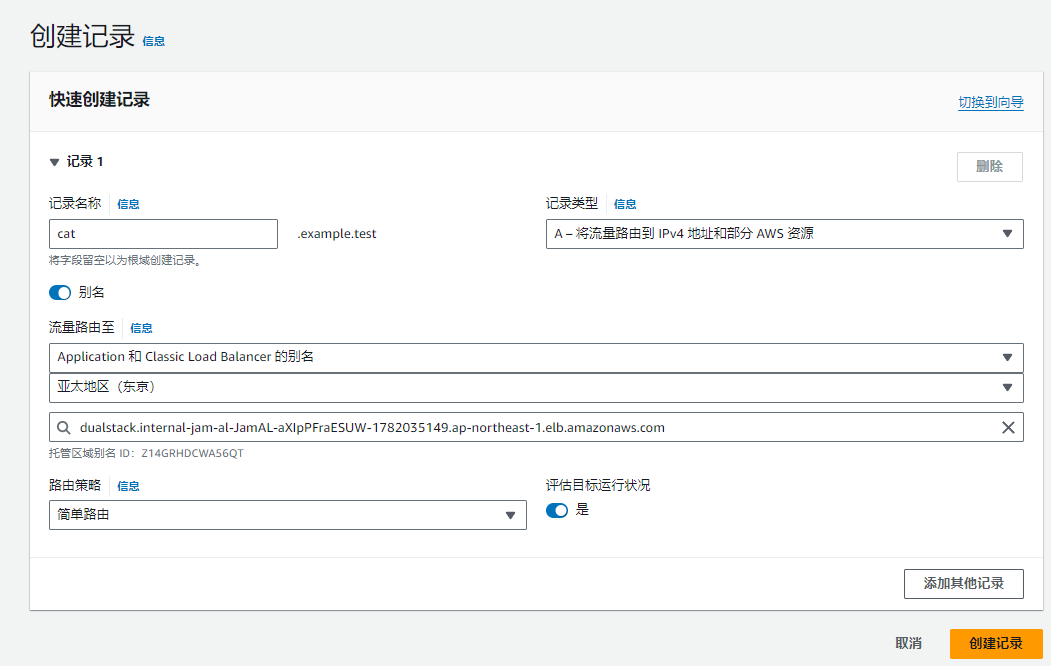 创建记录 信息
快速创建记录
切换到向导
记录 1
删除
记录名称 信息
记录类型 信息
cat .example.test
A – 将流量路由到 IPv4 地址和部分 AWS 资源
将字段留空以为根域创建记录。
别名
流量路由至 信息
Application 和 Classic Load Balancer 的别名
亚太地区（东京）
dualstack.internal-jam-al-JamAL-aXIpPFraESUW-1782035149.ap-northeast-1.elb.amazonaws.com
托管区域别名 ID：Z14GRHDCWA56QT
路由策略 信息
评估目标运行状况
简单路由
是
添加其他记录
取消
创建记录